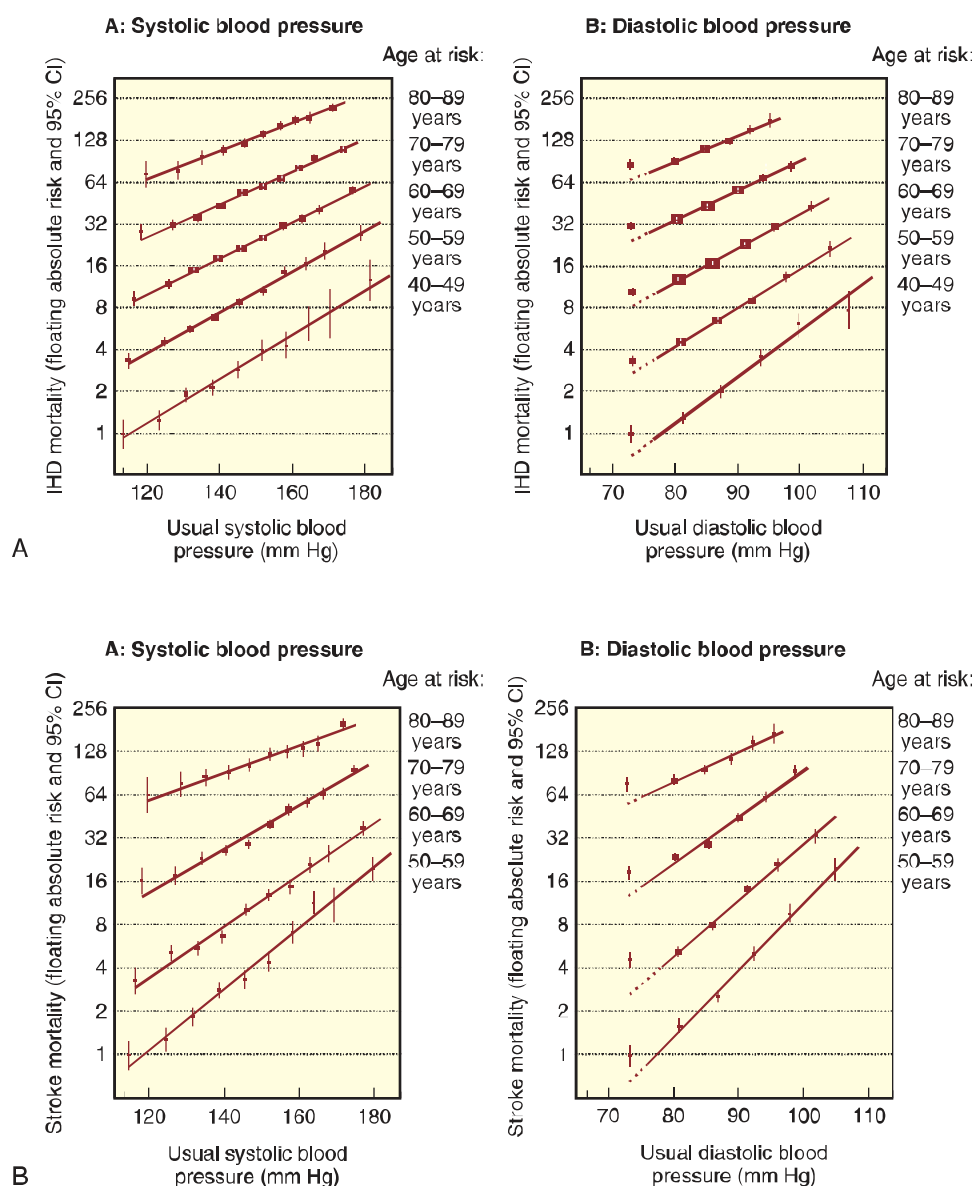 A: Systolic blood pressure
Age at risk:
IHD mortality (floating absolute risk and 95% CI)
256
128
64
32
16
8
4
2
1
80–89
years
70–79
years
60–69
years
50–59
years
40–49
years
120 140 160 180
Usual systolic blood
pressure (mm Hg)
B: Diastolic blood pressure
Age at risk:
IHD mortality (floating absolute risk and 95% CI)
256
128
64
32
16
8
4
2
1
80–89
years
70–79
years
60–69
years
50–59
years
40–49
years
70 80 90 100 110
Usual diastolic blood
pressure (mm Hg)
A
A: Systolic blood pressure
Age at risk:
Stroke mortality (floating absolute risk and 95% CI)
256
128
64
32
16
8
4
2
1
80–89
years
70–79
years
60–69
years
50–59
years
120 140 160 180
Usual systolic blood
pressure (mm Hg)
B: Diastolic blood pressure
Age at risk:
Stroke mortality (floating absolute risk and 95% CI)
256
128
64
32
16
8
4
2
1
80–89
years
70–79
years
60–69
years
50–59
years
70 80 90 100 110
Usual diastolic blood
pressure (mm Hg)
B